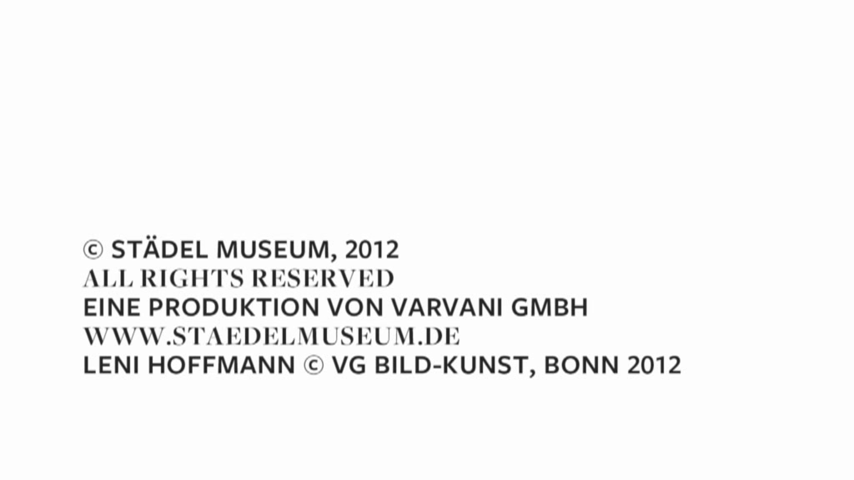 © STÄDEL MUSEUM, 2012
ALL RIGHTS RESERVED
EINE PRODUKTION VON VARVANI GMBH
WWW.STAEDELMUSEUM.DE
LENI HOFFMANN © VG BILD-KUNST, BONN 2012